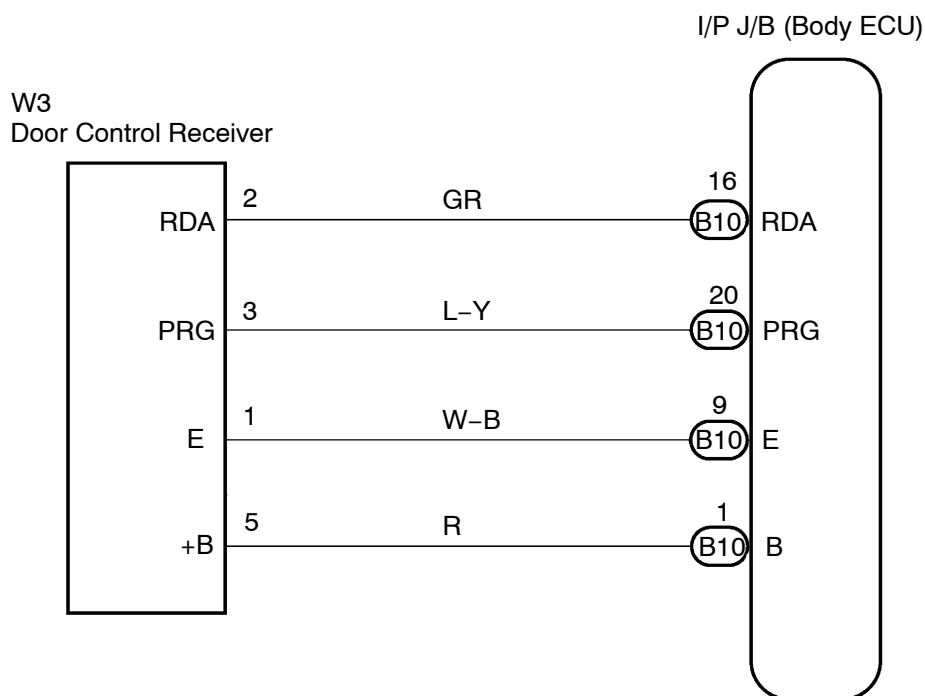 I/P J/B (Body ECU)
W3
Door Control Receiver
RDA 2 GR 16 B10 RDA
PRG 3 L−Y 20 B10 PRG
E 1 W−B 9 B10 E
+B 5 R 1 B10 B